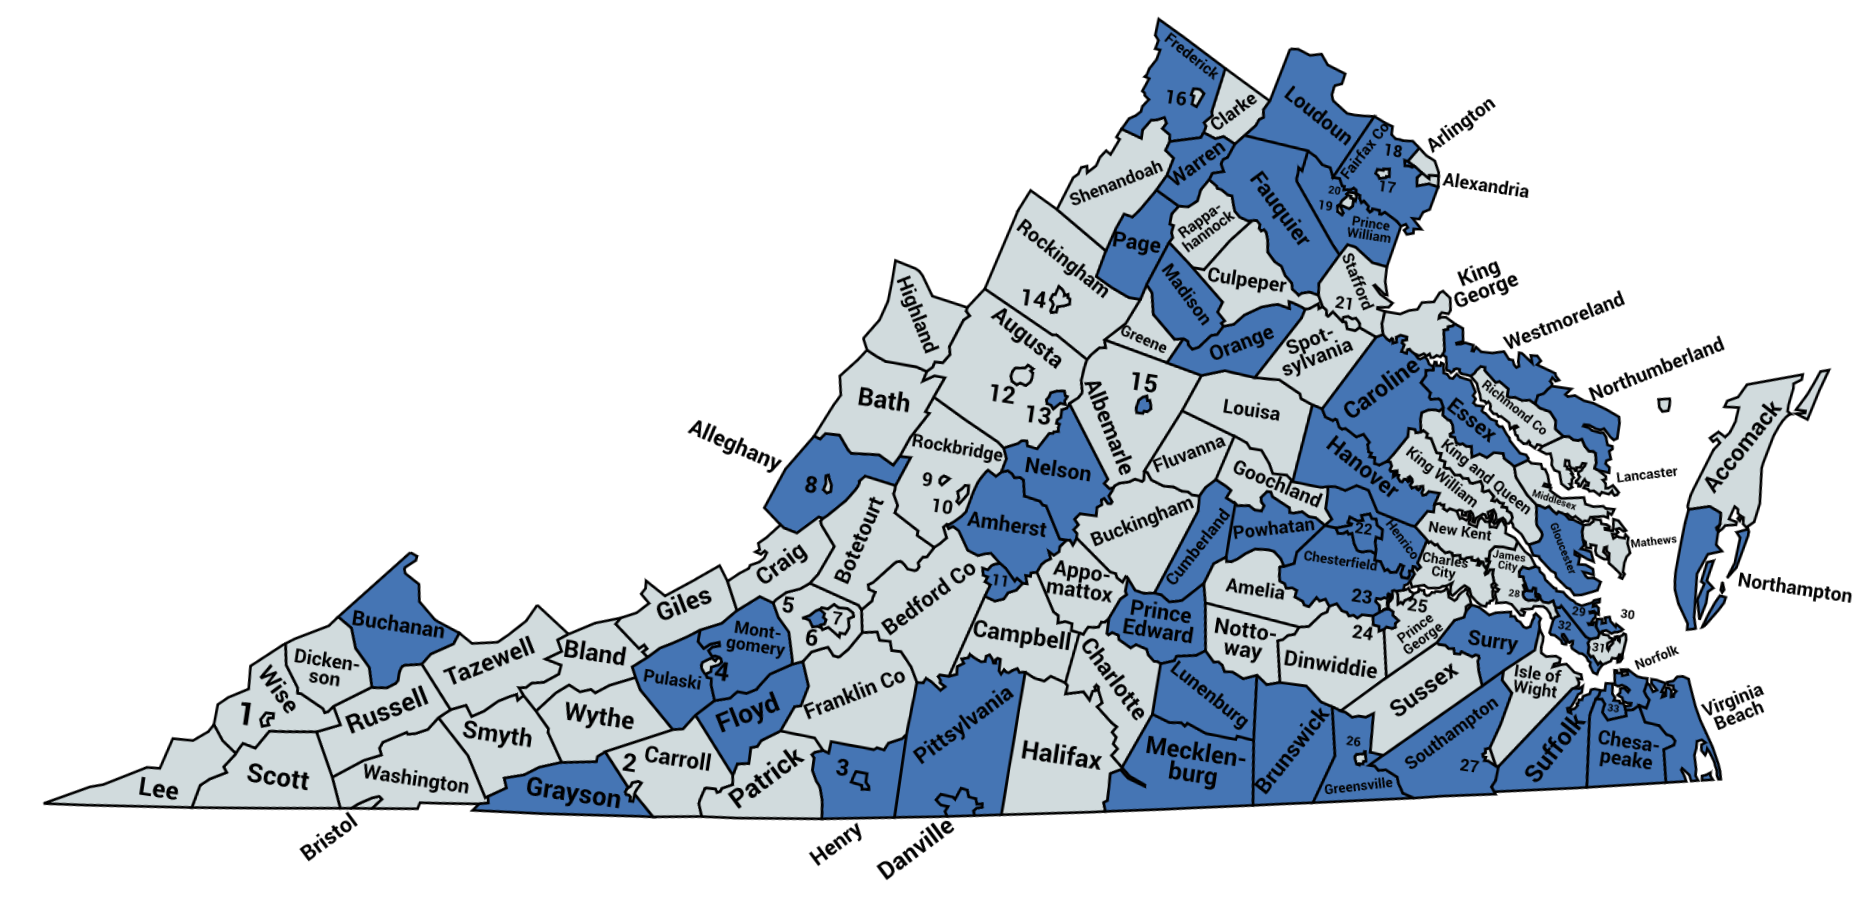 Frederick
16
Clarke
Loudoun
Fairfax Co
18
17
Arlington
Alexandria
Shenandoah
Warren
Rappa-
hannock
Fauquier
20
19
Prince
William
Page
Rockingham
14
Madison
Culpeper
Stafford
21
King
George
Westmoreland
Northumberland
Highland
Augusta
12
13
Greene
Orange
Spot-
sylvania
Caroline
Essex
Richmond Co
Lancaster
Accomack
Bath
Albemarle
15
Louisa
Hanover
King and Queen
King William
Middlesex
Mathews
Gloucester
Alleghany
8
Rockbridge
9
10
Nelson
Fluvanna
Goochland
Northampton
Amherst
Buckingham
Cumberland
Powhatan
22
Henrico
New Kent
Chesterfield
Charles
City
James
City
Botetourt
Craig
11
Appo-
mattox
Amelia
23
24
25
28
29
30
31
32
Buchanan
Giles
5
6
7
Bedford Co
Campbell
Prince
Edward
Notto-
way
Dinwiddie
Prince
George
Surry
Norfolk
Dicken-
son
Tazewell
Bland
Mont-
gomery
Pulaski
4
Charlotte
Lunenburg
Sussex
Isle of
Wight
Virginia
Beach
Wise
1
Russell
Smyth
Wythe
Floyd
Franklin Co
Pittsylvania
Halifax
Mecklen-
burg
Brunswick
26
Greensville
Southampton
27
Suffolk
33
Chesa-
peake
Lee
Scott
Washington
Grayson
2
Carroll
Patrick
3
Bristol
Henry
Danville